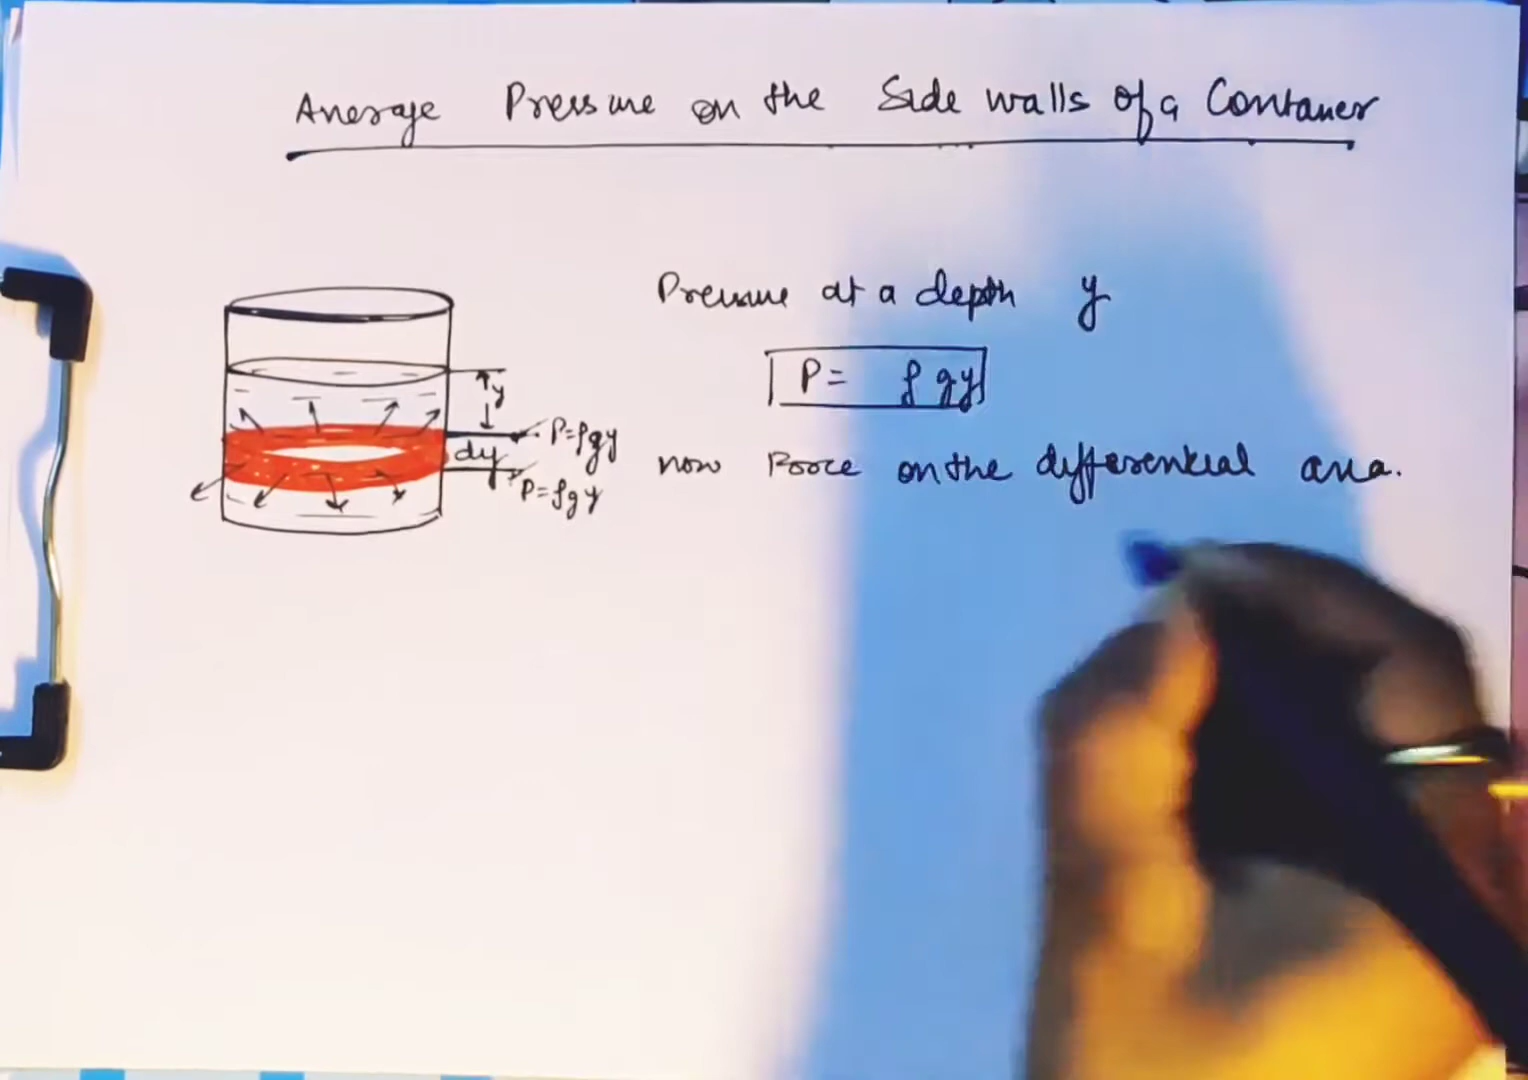 Average Pressure on the Side walls of a Container
Pressure at a depth y
P = ρgy
y
P=ρgy
dy
P=ρgy
now Force on the differential area.